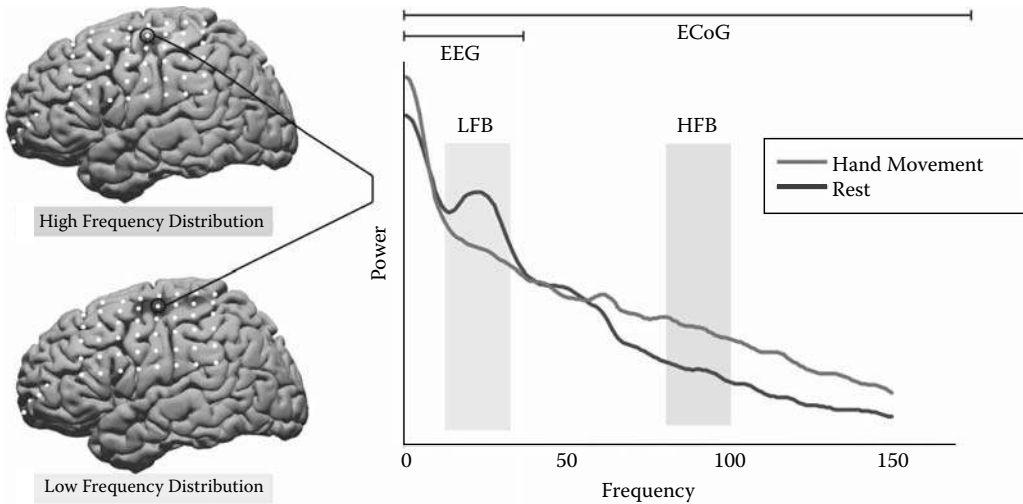 ECoG
EEG
LFB
HFB
Hand Movement
Rest
High Frequency Distribution
Power
Low Frequency Distribution
0
50
100
150
Frequency